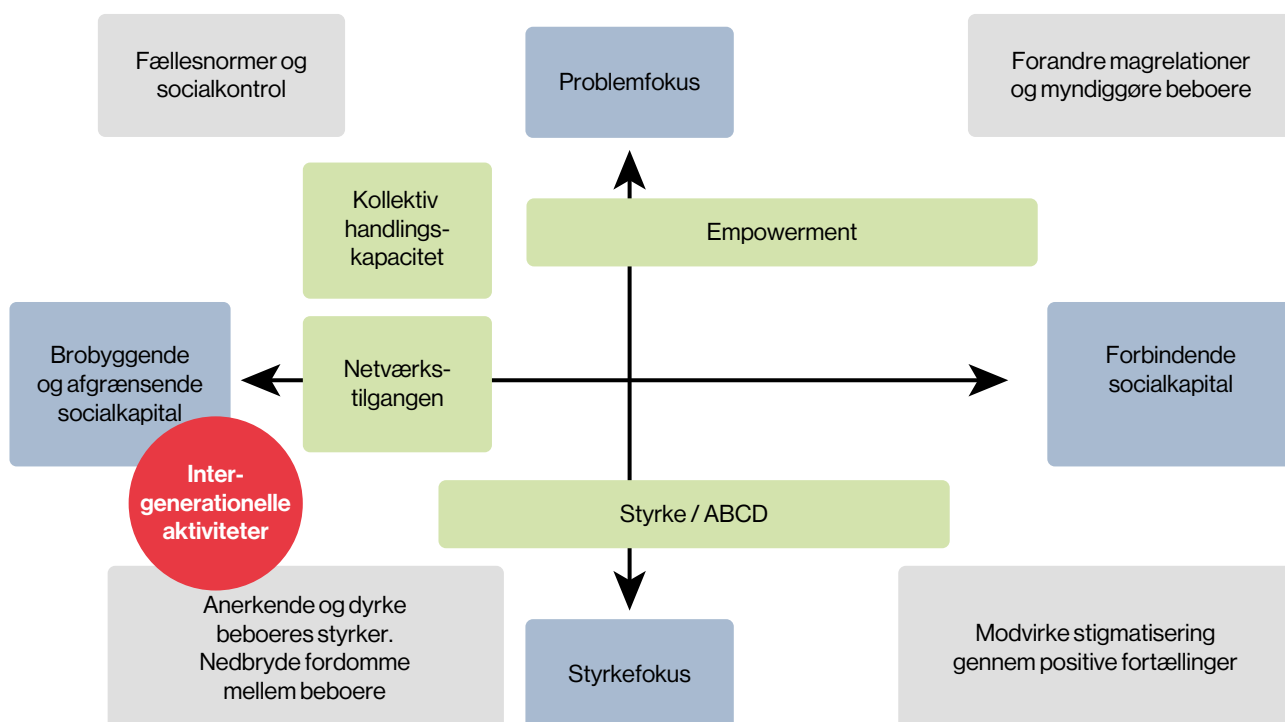 Fællesnormer og
socialkontrol
Problemfokus
Forandre magrelationer
og myndiggøre beboere
Kollektiv
handlings-
kapacitet
Empowerment
Brobyggende
og afgrænsende
socialkapital
Netværks-
tilgangen
Forbindende
socialkapital
Inter-
generationelle
aktiviteter
Styrke / ABCD
Anerkende og dyrke
beboeres styrker.
Nedbryde fordomme
mellem beboere
Styrkefokus
Modvirke stigmatisering
gennem positive fortællinger